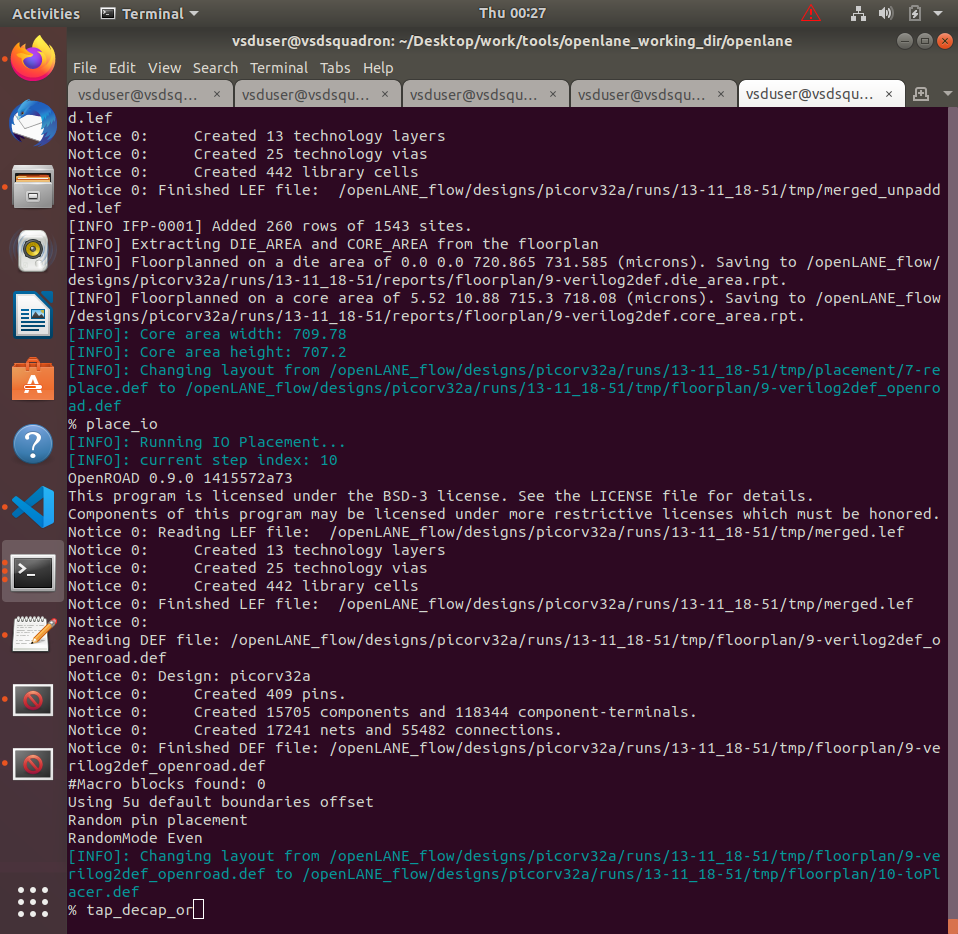 Activities
Terminal
Thu 00:27
vsduser@vsdsquadron: ~/Desktop/work/tools/openlane_working_dir/openlane
File Edit View Search Terminal Tabs Help
vsduser@vsdsq... × vsduser@vsdsqu... × vsduser@vsdsqu... × vsduser@vsdsqu... × vsduser@vsdsqu... ×
d.lef
Notice 0:     Created 13 technology layers
Notice 0:     Created 25 technology vias
Notice 0:     Created 442 library cells
Notice 0: Finished LEF file:  /openLANE_flow/designs/picorv32a/runs/13-11_18-51/tmp/merged_unpadd
ed.lef
[INFO IFP-0001] Added 260 rows of 1543 sites.
[INFO] Extracting DIE_AREA and CORE_AREA from the floorplan
[INFO] Floorplanned on a die area of 0.0 0.0 720.865 731.585 (microns). Saving to /openLANE_flow/
designs/picorv32a/runs/13-11_18-51/reports/floorplan/9-verilog2def.die_area.rpt.
[INFO] Floorplanned on a core area of 5.52 10.88 715.3 718.08 (microns). Saving to /openLANE_flow
/designs/picorv32a/runs/13-11_18-51/reports/floorplan/9-verilog2def.core_area.rpt.
[INFO]: Core area width: 709.78
[INFO]: Core area height: 707.2
[INFO]: Changing layout from /openLANE_flow/designs/picorv32a/runs/13-11_18-51/tmp/placement/7-re
place.def to /openLANE_flow/designs/picorv32a/runs/13-11_18-51/tmp/floorplan/9-verilog2def_openro
ad.def
% place_io
[INFO]: Running IO Placement...
[INFO]: current step index: 10
OpenROAD 0.9.0 1415572a73
This program is licensed under the BSD-3 license. See the LICENSE file for details.
Components of this program may be licensed under more restrictive licenses which must be honored.
Notice 0: Reading LEF file:  /openLANE_flow/designs/picorv32a/runs/13-11_18-51/tmp/merged.lef
Notice 0:     Created 13 technology layers
Notice 0:     Created 25 technology vias
Notice 0:     Created 442 library cells
Notice 0: Finished LEF file:  /openLANE_flow/designs/picorv32a/runs/13-11_18-51/tmp/merged.lef
Notice 0:
Reading DEF file: /openLANE_flow/designs/picorv32a/runs/13-11_18-51/tmp/floorplan/9-verilog2def_o
penroad.def
Notice 0: Design: picorv32a
Notice 0:     Created 409 pins.
Notice 0:     Created 15705 components and 118344 component-terminals.
Notice 0:     Created 17241 nets and 55482 connections.
Notice 0: Finished DEF file: /openLANE_flow/designs/picorv32a/runs/13-11_18-51/tmp/floorplan/9-ve
rilog2def_openroad.def
#Macro blocks found: 0
Using 5u default boundaries offset
Random pin placement
RandomMode Even
[INFO]: Changing layout from /openLANE_flow/designs/picorv32a/runs/13-11_18-51/tmp/floorplan/9-ve
rilog2def_openroad.def to /openLANE_flow/designs/picorv32a/runs/13-11_18-51/tmp/floorplan/10-ioPl
acer.def
% tap_decap_or